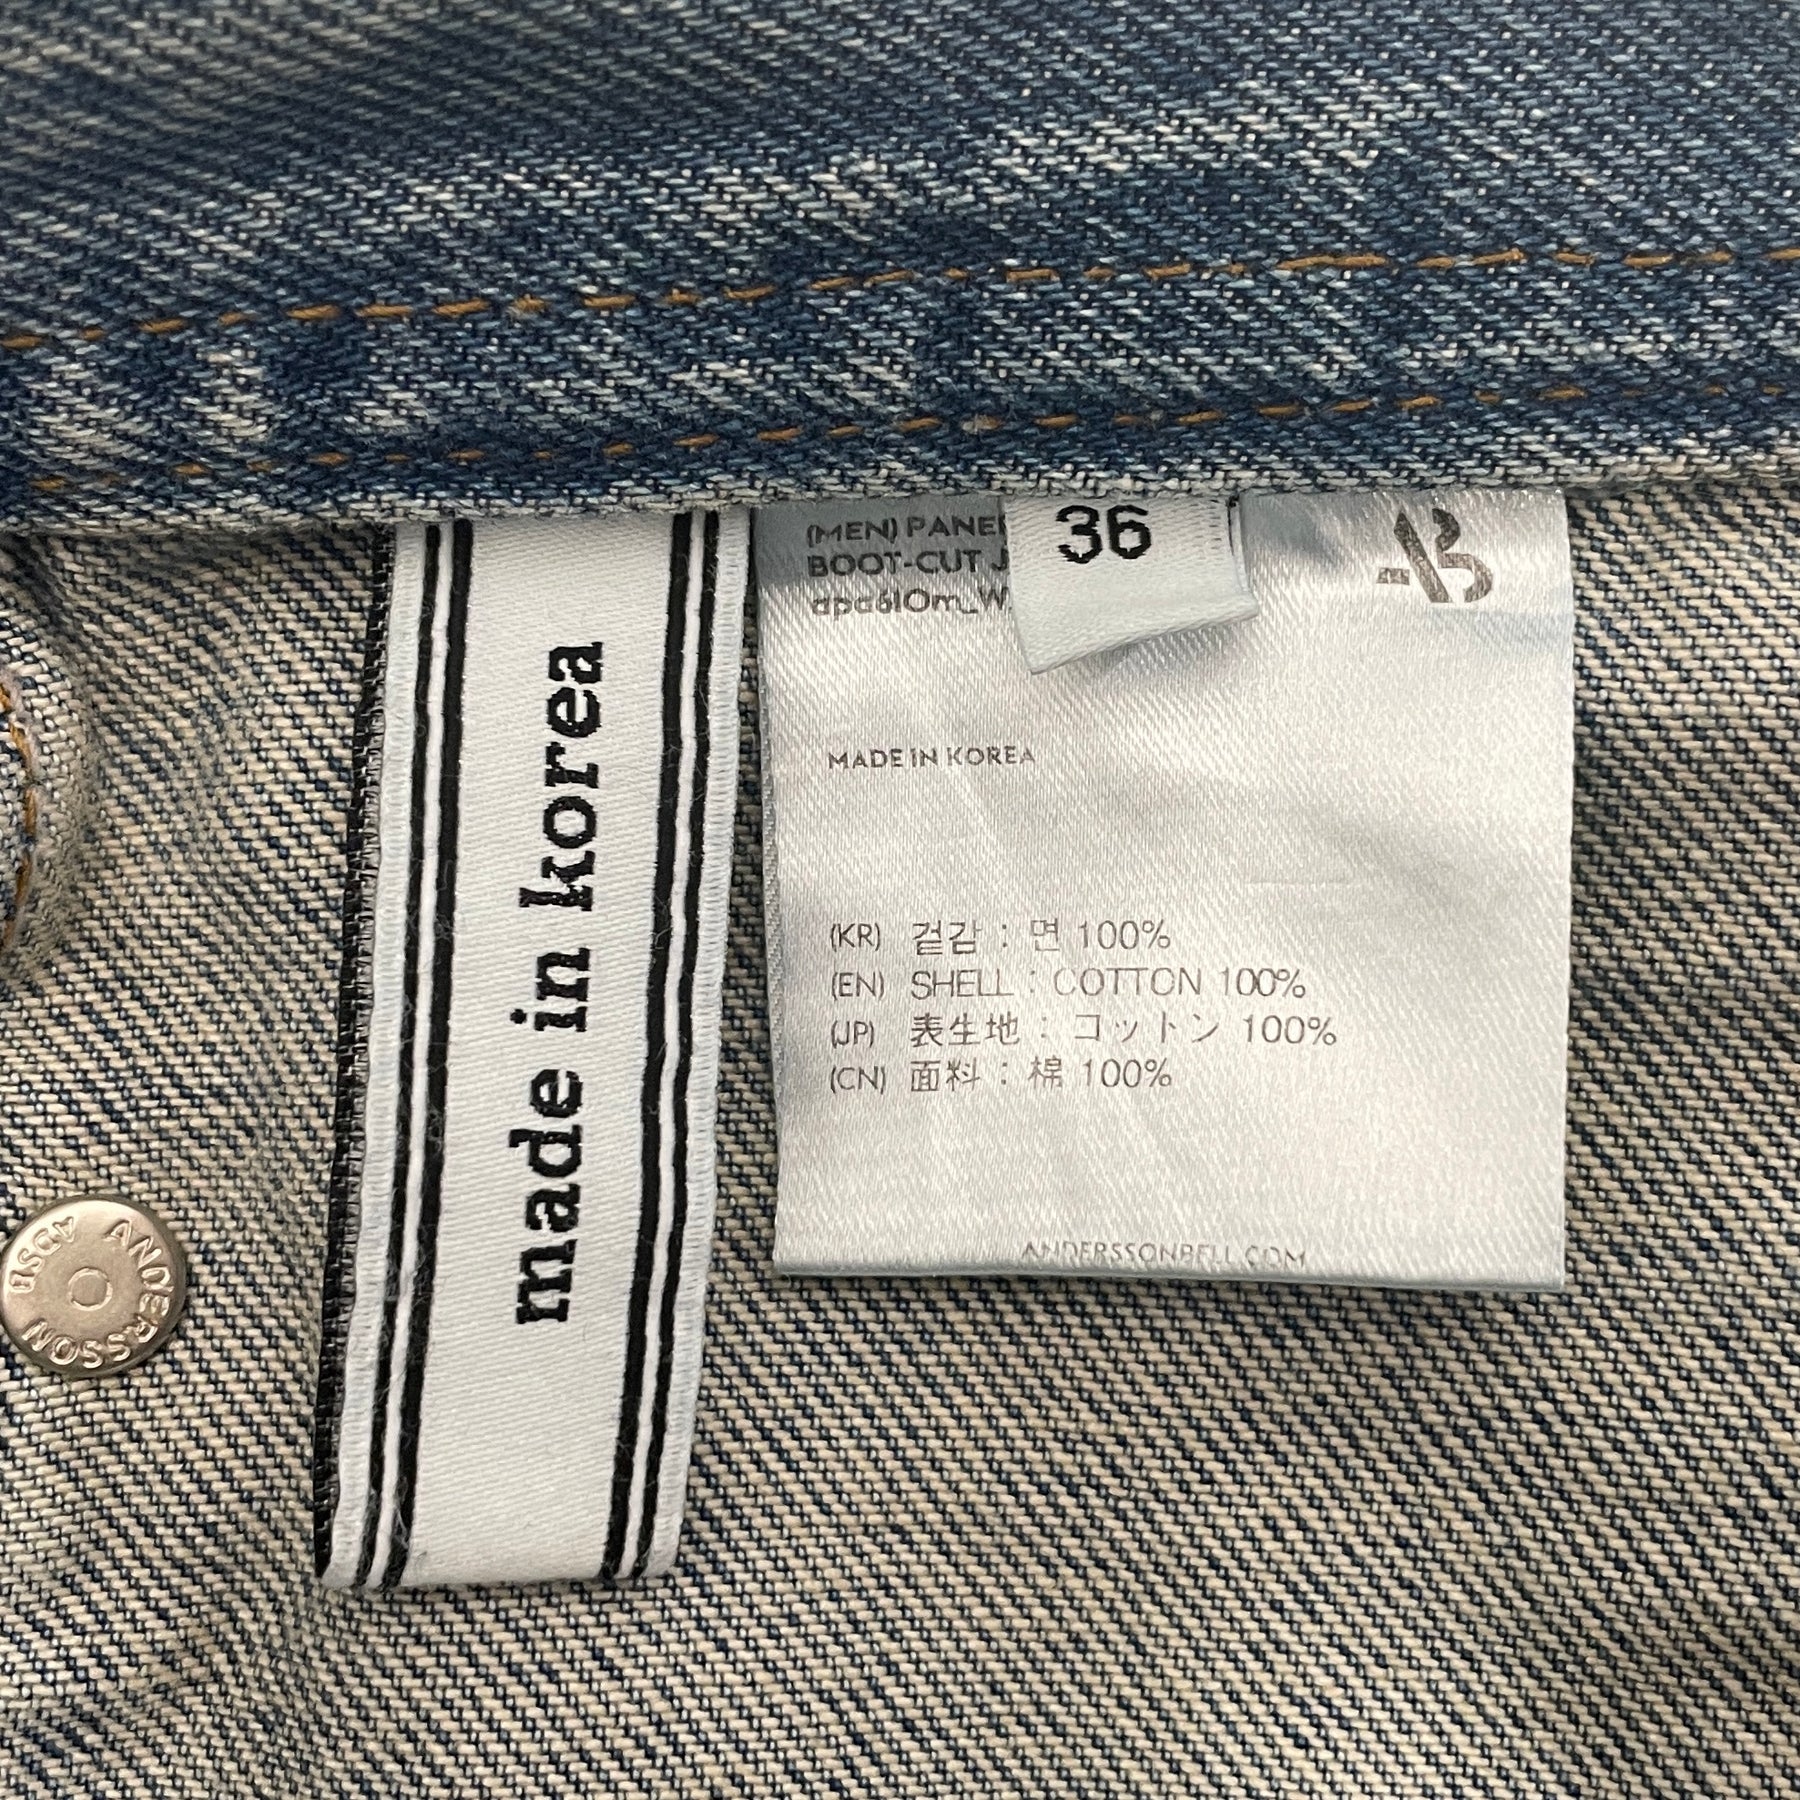 made in korea
36
(MEN)
BOOT-CUT
MADE IN KOREA
(KR) 겉감 : 면 100%
(EN) SHELL : COTTON 100%
(JP) 表生地 : コットン 100%
(CN) 面料 : 棉 100%
ANDERSSONBELL.COM
ANDERSSON ADSB